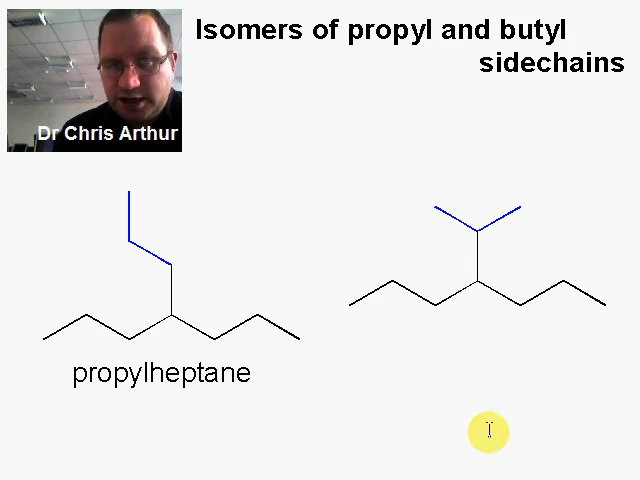 Isomers of propyl and butyl
sidechains
Dr Chris Arthur
propylheptane